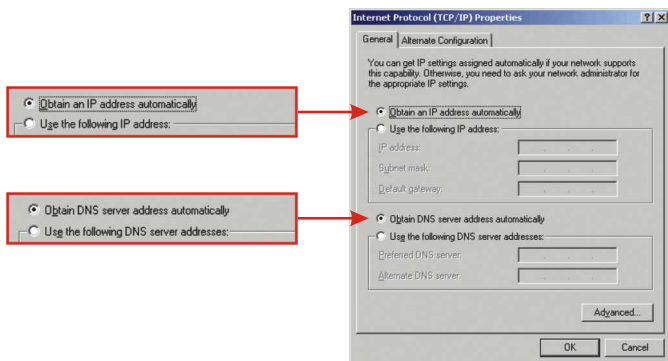 Internet Protocol (TCP/IP) Properties
General
Alternate Configuration
You can get IP settings assigned automatically if your network supports
this capability. Otherwise, you need to ask your network administrator for
the appropriate IP settings.
Obtain an IP address automatically
Use the following IP address:
Obtain an IP address automatically
Use the following IP address:
IP address:
Subnet mask:
Default gateway:
Obtain DNS server address automatically
Use the following DNS server addresses:
Obtain DNS server address automatically
Use the following DNS server addresses:
Preferred DNS server:
Alternate DNS server:
Advanced...
OK
Cancel